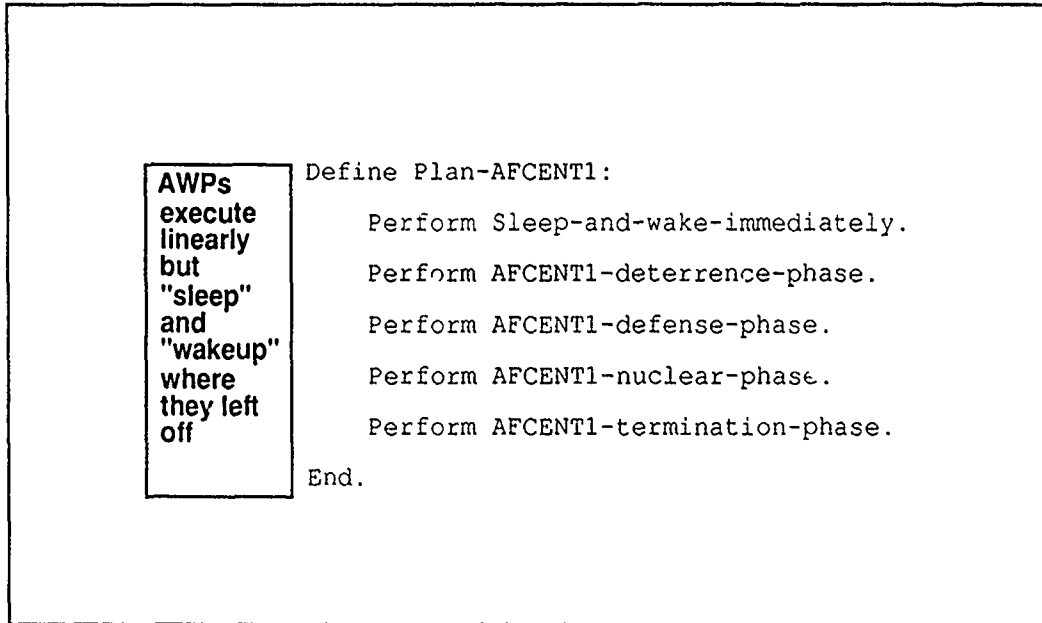 AWPs
execute
linearly
but
"sleep"
and
"wakeup"
where
they left
off
Define Plan-AFCENT1:
Perform Sleep-and-wake-immediately.
Perform AFCENT1-deterrence-phase.
Perform AFCENT1-defense-phase.
Perform AFCENT1-nuclear-phase.
Perform AFCENT1-termination-phase.
End.